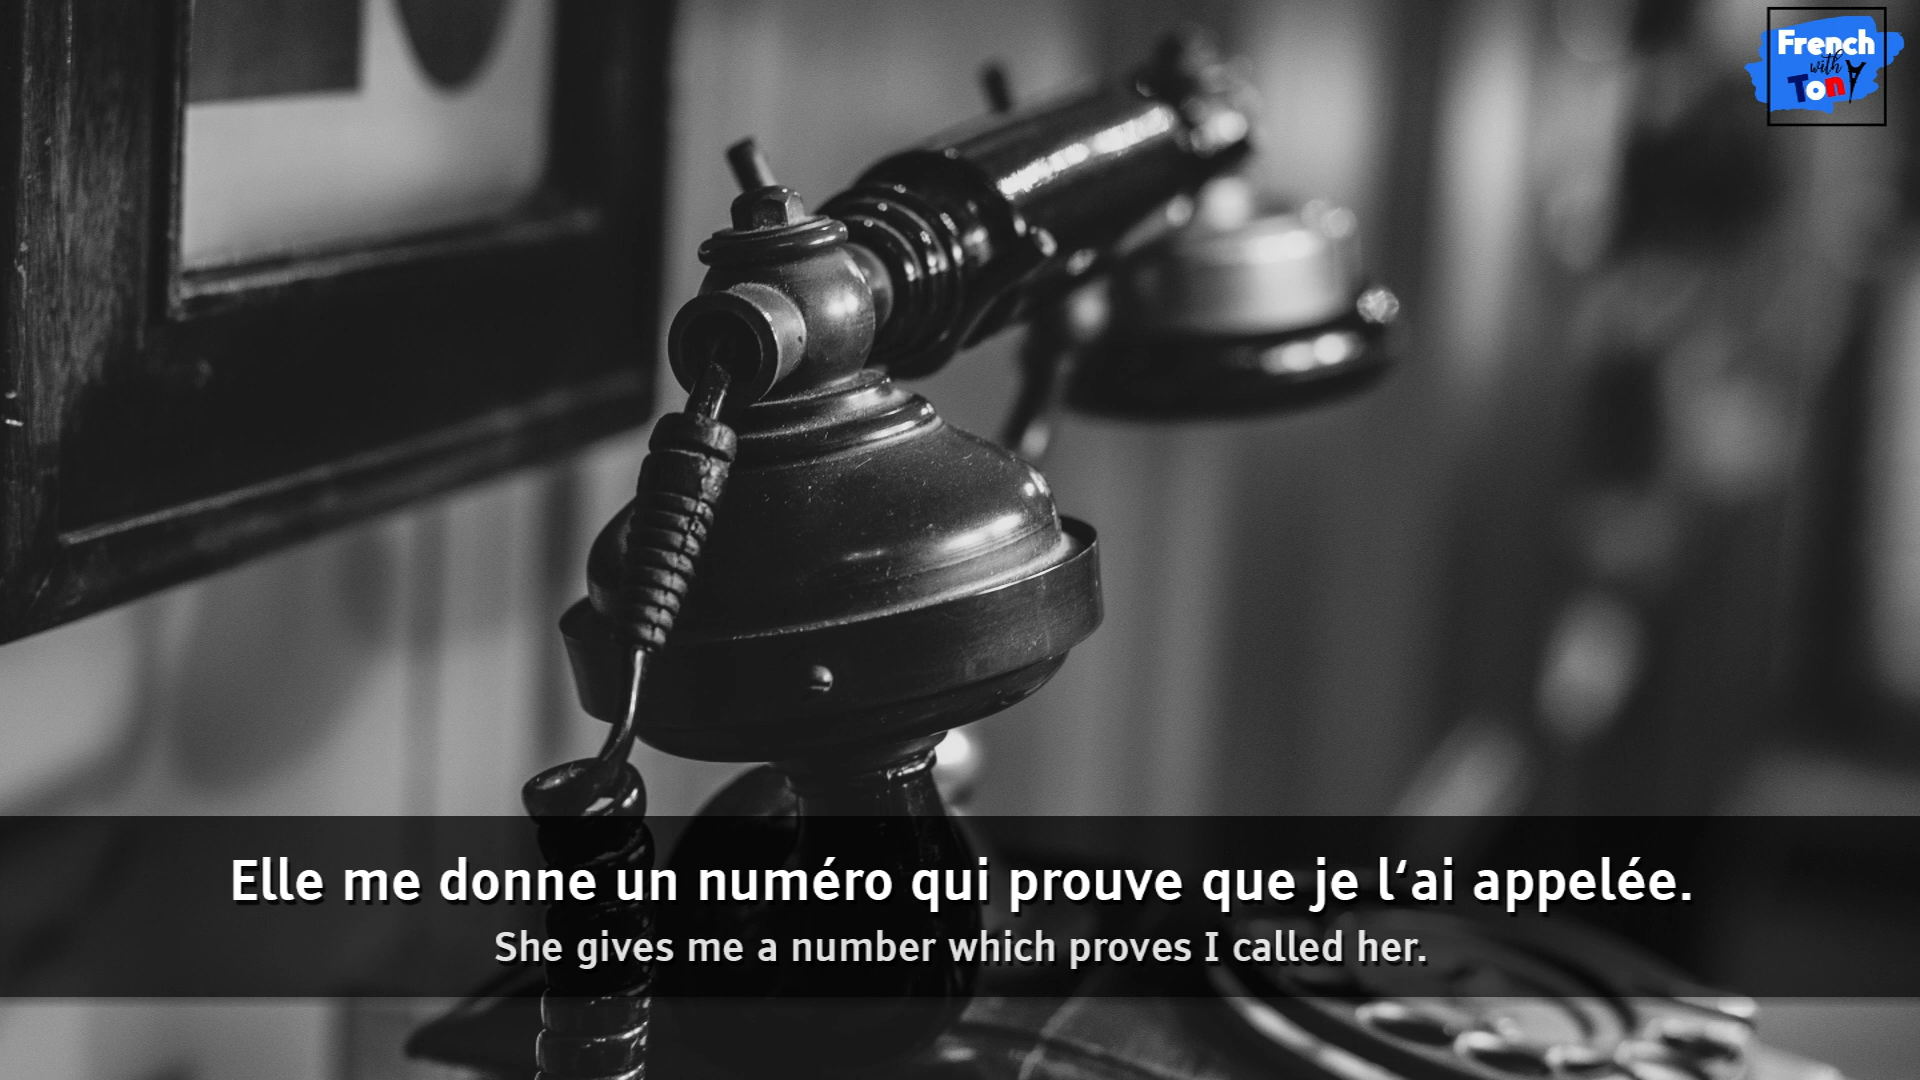 French
with
Tony
Elle me donne un numéro qui prouve que je l‘ai appelée.
She gives me a number which proves I called her.